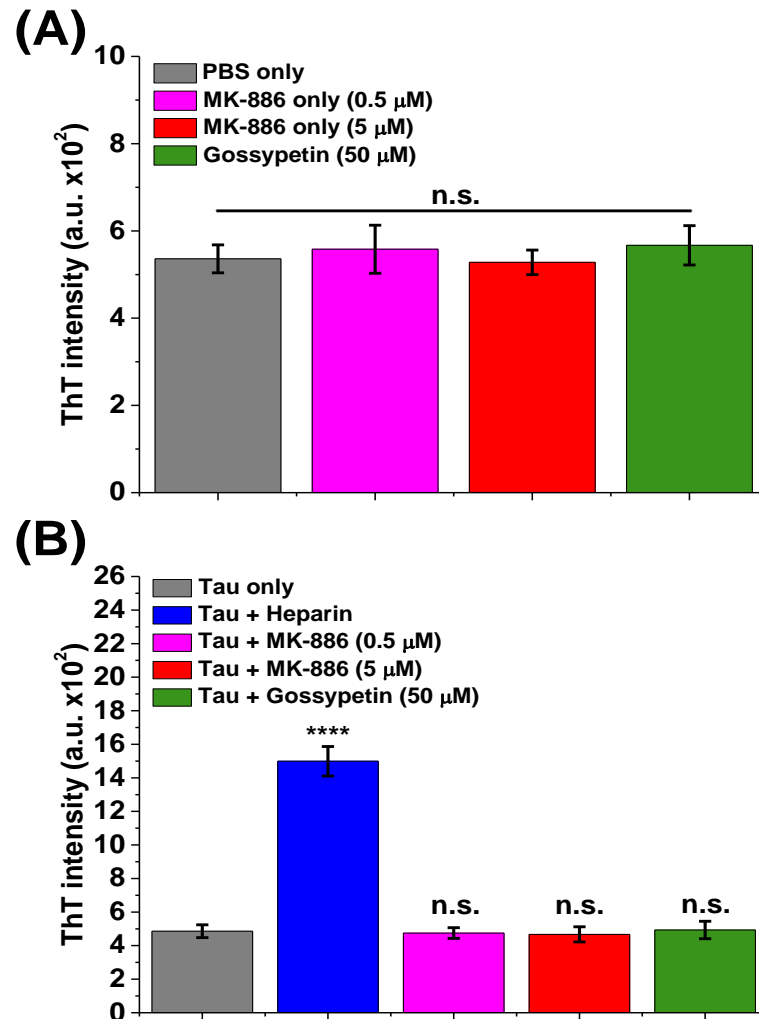 (A)
10
8
6
4
2
0
ThT intensity (a.u. x10²)
PBS only
MK-886 only (0.5 μM)
MK-886 only (5 μM)
Gossypetin (50 μM)
n.s.
(B)
26
24
22
20
18
16
14
12
10
8
6
4
2
0
ThT intensity (a.u. x10²)
Tau only
Tau + Heparin
Tau + MK-886 (0.5 μM)
Tau + MK-886 (5 μM)
Tau + Gossypetin (50 μM)
****
n.s. n.s. n.s.